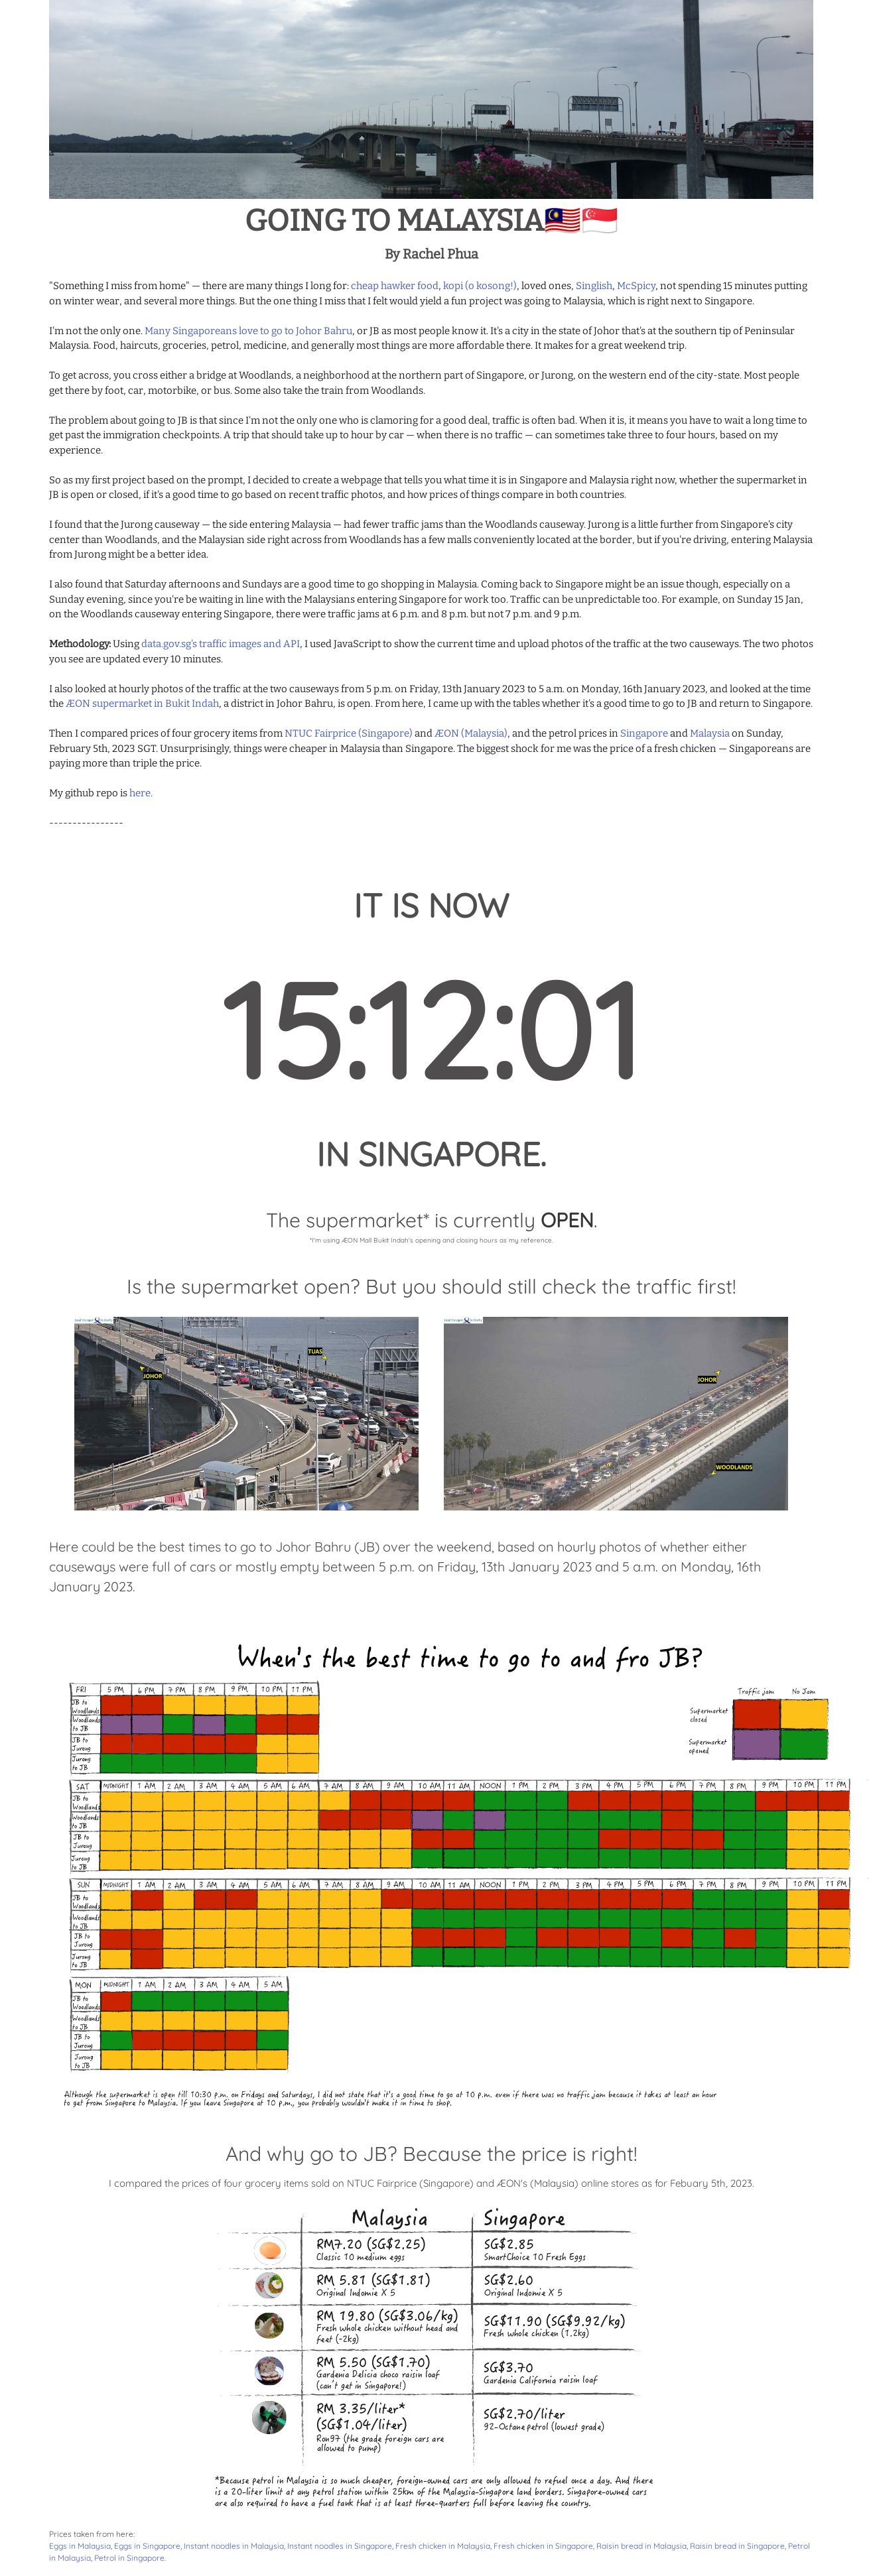 GOING TO MALAYSIA🇲🇾🇸🇬
By Rachel Phua
"Something I miss from home" — there are many things I long for: cheap hawker food, kopi (o kosong!), loved ones, Singlish, McSpicy, not spending 15 minutes putting
on winter wear, and several more things. But the one thing I miss that I felt would yield a fun project was going to Malaysia, which is right next to Singapore.
I'm not the only one. Many Singaporeans love to go to Johor Bahru, or JB as most people know it. It's a city in the state of Johor that's at the southern tip of Peninsular
Malaysia. Food, haircuts, groceries, petrol, medicine, and generally most things are more affordable there. It makes for a great weekend trip.
To get across, you cross either a bridge at Woodlands, a neighborhood at the northern part of Singapore, or Jurong, on the western end of the city-state. Most people
get there by foot, car, motorbike, or bus. Some also take the train from Woodlands.
The problem about going to JB is that since I'm not the only one who is clamoring for a good deal, traffic is often bad. When it is, it means you have to wait a long time to
get past the immigration checkpoints. A trip that should take up to hour by car — when there is no traffic — can sometimes take three to four hours, based on my
experience.
So as my first project based on the prompt, I decided to create a webpage that tells you what time it is in Singapore and Malaysia right now, whether the supermarket in
JB is open or closed, if it's a good time to go based on recent traffic photos, and how prices of things compare in both countries.
I found that the Jurong causeway — the side entering Malaysia — had fewer traffic jams than the Woodlands causeway. Jurong is a little further from Singapore's city
center than Woodlands, and the Malaysian side right across from Woodlands has a few malls conveniently located at the border, but if you're driving, entering Malaysia
from Jurong might be a better idea.
I also found that Saturday afternoons and Sundays are a good time to go shopping in Malaysia. Coming back to Singapore might be an issue though, especially on a
Sunday evening, since you're be waiting in line with the Malaysians entering Singapore for work too. Traffic can be unpredictable too. For example, on Sunday 15 Jan,
on the Woodlands causeway entering Singapore, there were traffic jams at 6 p.m. and 8 p.m. but not 7 p.m. and 9 p.m.
Methodology: Using data.gov.sg's traffic images and API, I used JavaScript to show the current time and upload photos of the traffic at the two causeways. The two photos
you see are updated every 10 minutes.
I also looked at hourly photos of the traffic at the two causeways from 5 p.m. on Friday, 13th January 2023 to 5 a.m. on Monday, 16th January 2023, and looked at the time
the ÆON supermarket in Bukit Indah, a district in Johor Bahru, is open. From here, I came up with the tables whether it's a good time to go to JB and return to Singapore.
Then I compared prices of four grocery items from NTUC Fairprice (Singapore) and ÆON (Malaysia), and the petrol prices in Singapore and Malaysia on Sunday,
February 5th, 2023 SGT. Unsurprisingly, things were cheaper in Malaysia than Singapore. The biggest shock for me was the price of a fresh chicken — Singaporeans are
paying more than triple the price.
My github repo is here.
----------------
IT IS NOW
15:12:01
IN SINGAPORE.
The supermarket* is currently OPEN.
*I'm using ÆON Mall Bukit Indah's opening and closing hours as my reference.
Is the supermarket open? But you should still check the traffic first!
TUAS
JOHOR
JOHOR
WOODLANDS
Here could be the best times to go to Johor Bahru (JB) over the weekend, based on hourly photos of whether either
causeways were full of cars or mostly empty between 5 p.m. on Friday, 13th January 2023 and 5 a.m. on Monday, 16th
January 2023.
When's the best time to go to and fro JB?
Traffic jam No Jam
Supermarket
closed
Supermarket
opened
FRI 5 PM 6 PM 7 PM 8 PM 9 PM 10 PM 11 PM
JB to
Woodlands
Woodlands
to JB
JB to
Jurong
Jurong
to JB
SAT MIDNIGHT 1 AM 2 AM 3 AM 4 AM 5 AM 6 AM 7 AM 8 AM 9 AM 10 AM 11 AM NOON 1 PM 2 PM 3 PM 4 PM 5 PM 6 PM 7 PM 8 PM 9 PM 10 PM 11 PM
JB to
Woodlands
Woodlands
to JB
JB to
Jurong
Jurong
to JB
SUN MIDNIGHT 1 AM 2 AM 3 AM 4 AM 5 AM 6 AM 7 AM 8 AM 9 AM 10 AM 11 AM NOON 1 PM 2 PM 3 PM 4 PM 5 PM 6 PM 7 PM 8 PM 9 PM 10 PM 11 PM
JB to
Woodlands
Woodlands
to JB
JB to
Jurong
Jurong
to JB
MON MIDNIGHT 1 AM 2 AM 3 AM 4 AM 5 AM
JB to
Woodlands
Woodlands
to JB
JB to
Jurong
Jurong
to JB
Although the supermarket is open till 10:30 p.m. on Fridays and Saturdays, I did not state that it's a good time to go at 10 p.m. even if there was no traffic jam because it takes at least an hour
to get from Singapore to Malaysia. If you leave Singapore at 10 p.m., you probably wouldn't make it in time to shop.
And why go to JB? Because the price is right!
I compared the prices of four grocery items sold on NTUC Fairprice (Singapore) and ÆON's (Malaysia) online stores as for Febuary 5th, 2023.
Malaysia Singapore
RM7.20 (SG$2.25)
Classic 10 medium eggs
SG$2.85
SmartChoice 10 Fresh Eggs
RM 5.81 (SG$1.81)
Original Indomie X 5
SG$2.60
Original Indomie X 5
RM 19.80 (SG$3.06/kg)
Fresh whole chicken without head and
feet (~2kg)
SG$11.90 (SG$9.92/kg)
Fresh whole chicken (1.2kg)
RM 5.50 (SG$1.70)
Gardenia Delicia choco raisin loaf
(can't get in Singapore!)
SG$3.70
Gardenia California raisin loaf
RM 3.35/liter*
(SG$1.04/liter)
Ron97 (the grade foreign cars are
allowed to pump)
SG$2.70/liter
92-Octane petrol (lowest grade)
*Because petrol in Malaysia is so much cheaper, foreign-owned cars are only allowed to refuel once a day. And there
is a 20-liter limit at any petrol station within 25km of the Malaysia-Singapore land borders. Singapore-owned cars
are also required to have a fuel tank that is at least three-quarters full before leaving the country.
Prices taken from here:
Eggs in Malaysia, Eggs in Singapore, Instant noodles in Malaysia, Instant noodles in Singapore, Fresh chicken in Malaysia, Fresh chicken in Singapore, Raisin bread in Malaysia, Raisin bread in Singapore, Petrol
in Malaysia, Petrol in Singapore.